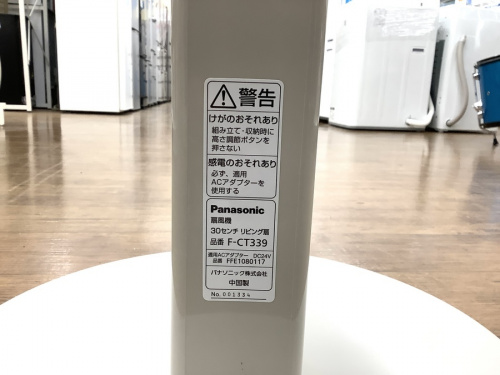 警告
けがのおそれあり
組み立て・収納時に
高さ調節ボタンを
押さない
感電のおそれあり
必ず、適用
ACアダプターを
使用する
Panasonic
扇風機
30センチ リビング扇
品番 F-CT339
適用ACアダプター DC24V
品番 FFE1080117
パナソニック株式会社
中国製
No. 001334